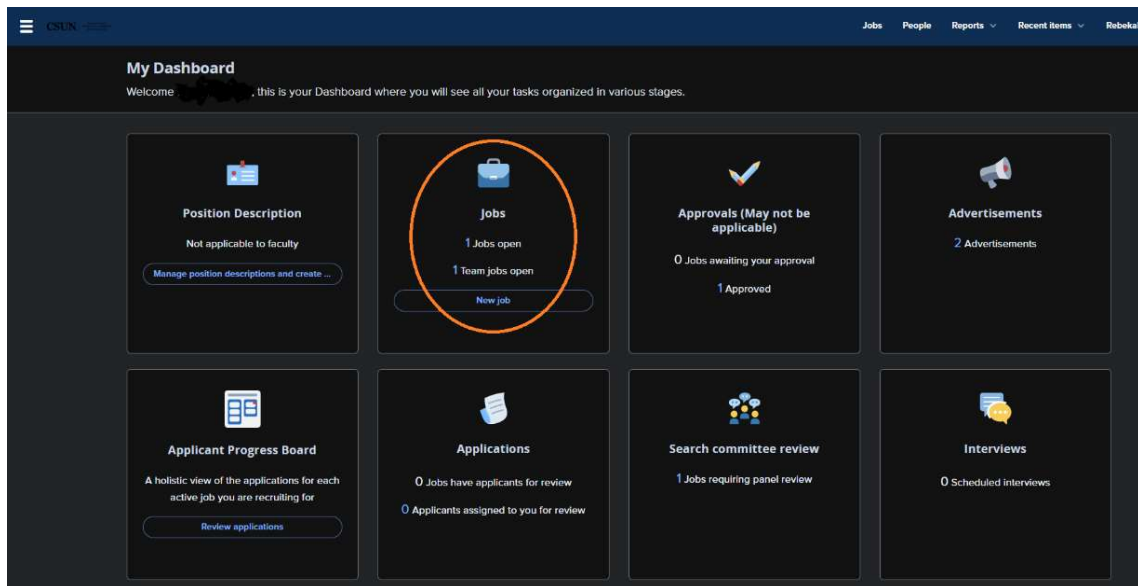 CSUN
Jobs People Reports Recent items Rebekal
My Dashboard
Welcome , this is your Dashboard where you will see all your tasks organized in various stages.
Position Description
Not applicable to faculty
Manage position descriptions and create ...
Jobs
1 Jobs open
1 Team jobs open
New job
Approvals (May not be
applicable)
0 Jobs awaiting your approval
1 Approved
Advertisements
2 Advertisements
Applicant Progress Board
A holistic view of the applications for each
active job you are recruiting for
Review applications
Applications
0 Jobs have applicants for review
0 Applicants assigned to you for review
Search committee review
1 Jobs requiring panel review
Interviews
0 Scheduled interviews